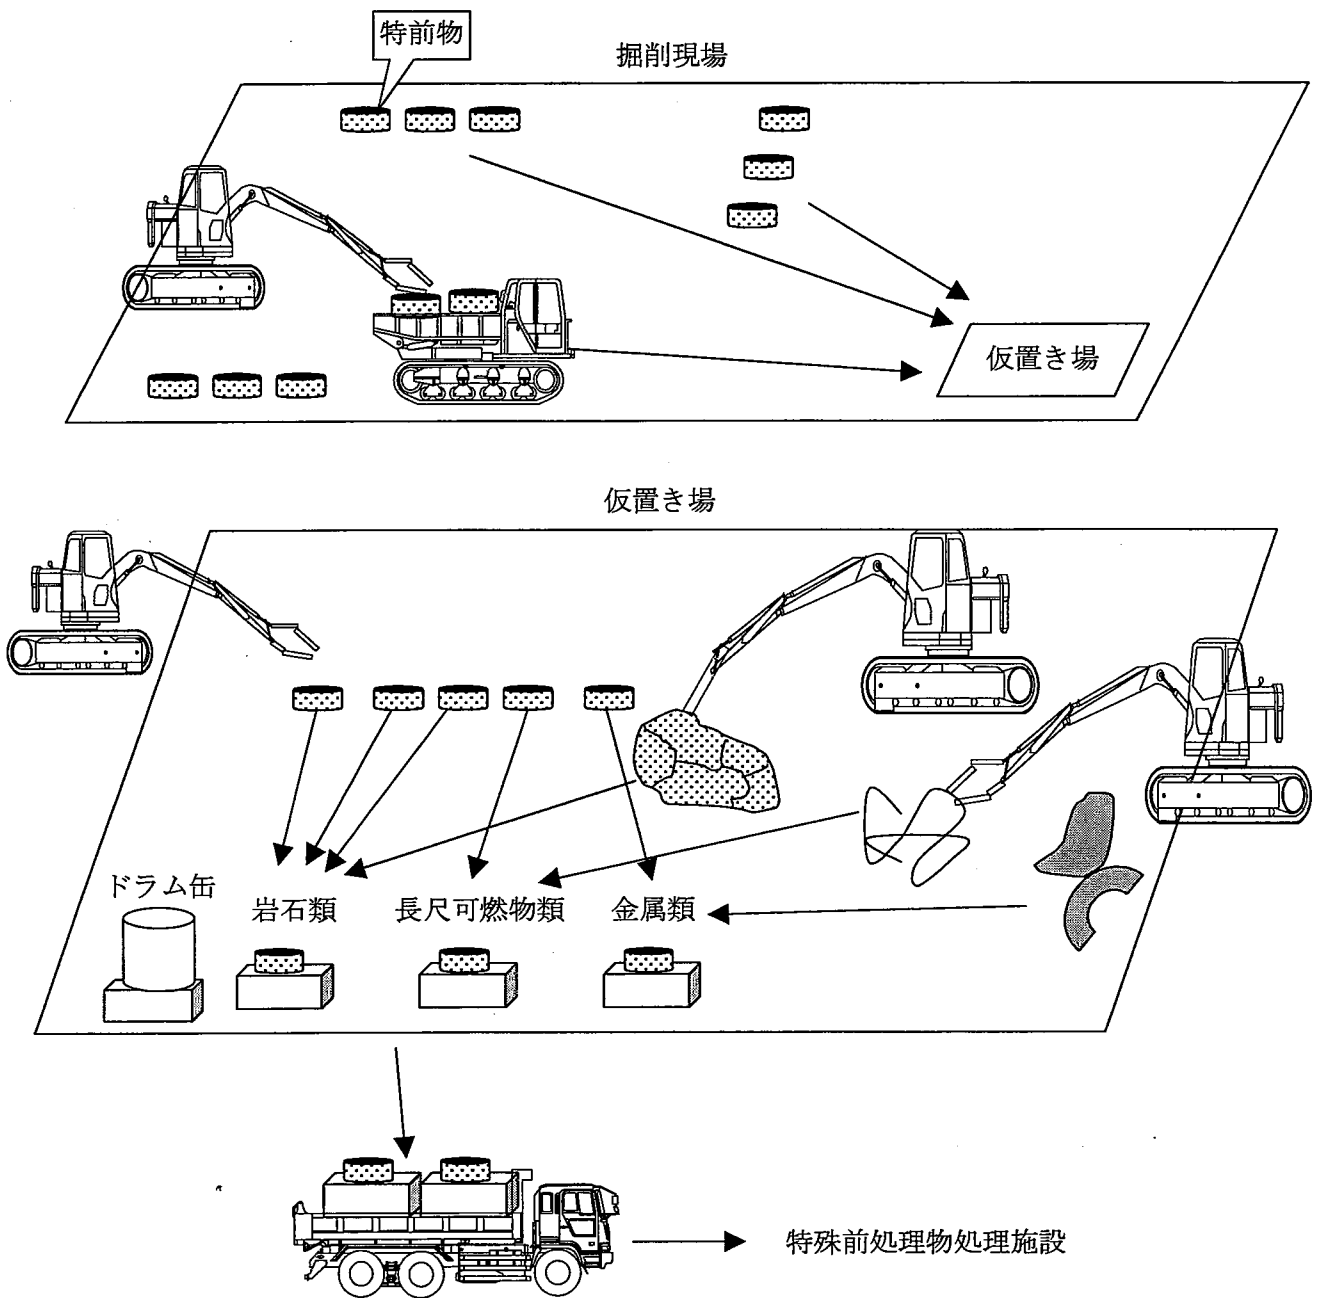 特前物
掘削現場
仮置き場
仮置き場
ドラム缶
岩石類
長尺可燃物類
金属類
特殊前処理物処理施設